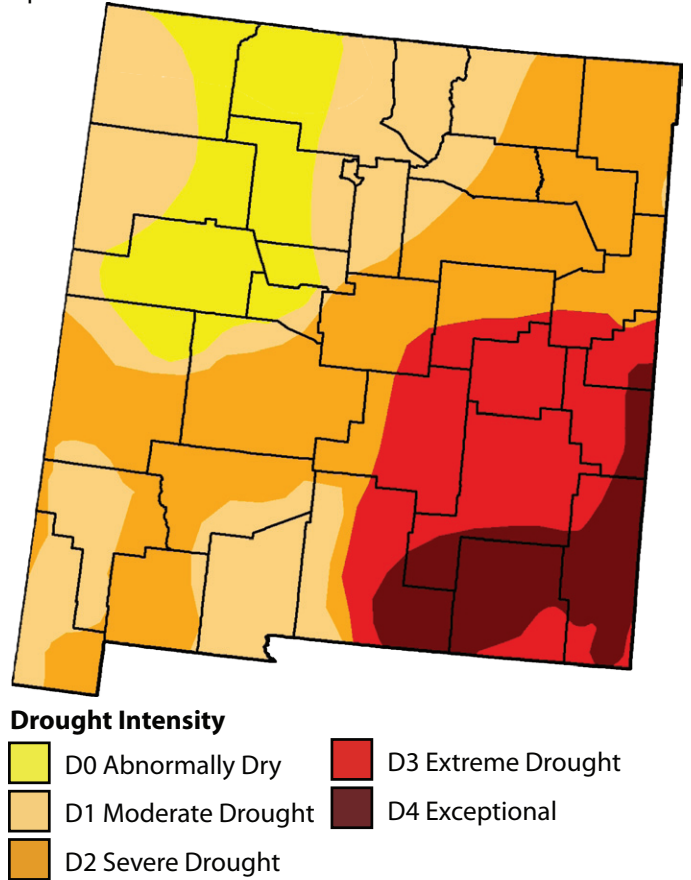 Drought Intensity
D0 Abnormally Dry
D1 Moderate Drought
D2 Severe Drought
D3 Extreme Drought
D4 Exceptional